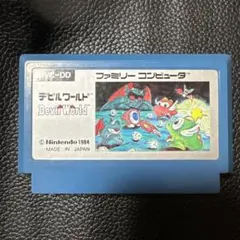 HVC-DD
ファミリー コンピュータ
デビルワールド
Devil World
© Nintendo 1984
MADE IN JAPAN